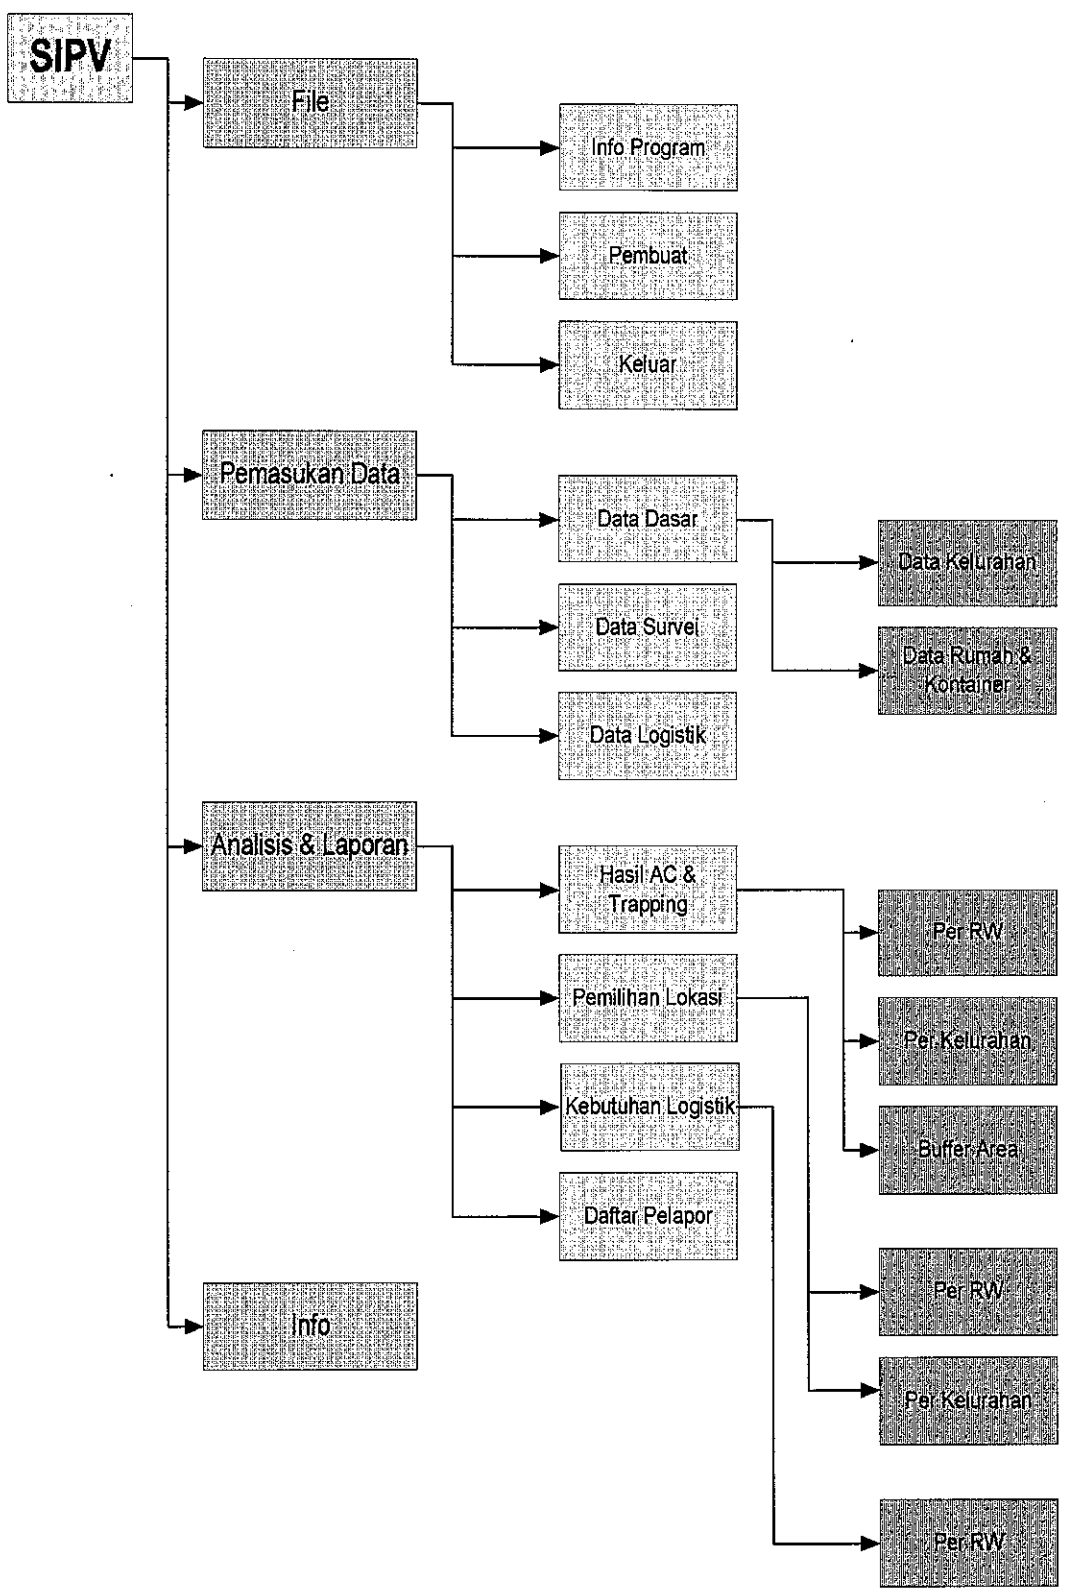 SIPV
File
Info Program
Pembuat
Keluar
Pemasukan Data
Data Dasar
Data Kelurahan
Data Rumah &
Kontainer
Data Survei
Data Logistik
Analisis & Laporan
Hasil AC &
Trapping
Per RW
Per Kelurahan
Buffer Area
Pemilihan Lokasi
Per RW
Per Kelurahan
Kebutuhan Logistik
Per RW
Daftar Pelapor
Info